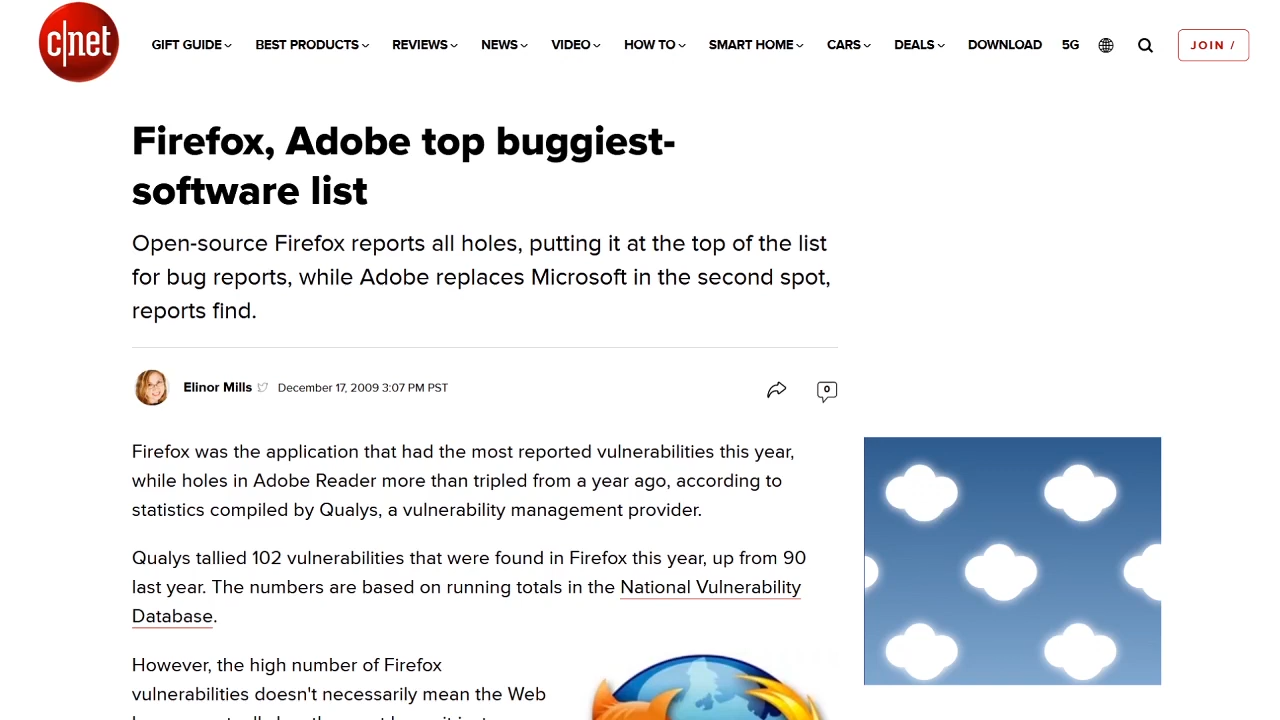 c|net
GIFT GUIDE BEST PRODUCTS REVIEWS NEWS VIDEO HOW TO SMART HOME CARS DEALS DOWNLOAD 5G JOIN /
Firefox, Adobe top buggiest-
software list
Open-source Firefox reports all holes, putting it at the top of the list
for bug reports, while Adobe replaces Microsoft in the second spot,
reports find.
Elinor Mills December 17, 2009 3:07 PM PST 0
Firefox was the application that had the most reported vulnerabilities this year,
while holes in Adobe Reader more than tripled from a year ago, according to
statistics compiled by Qualys, a vulnerability management provider.
Qualys tallied 102 vulnerabilities that were found in Firefox this year, up from 90
last year. The numbers are based on running totals in the National Vulnerability
Database.
However, the high number of Firefox
vulnerabilities doesn't necessarily mean the Web